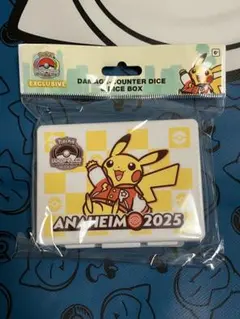 EXCLUSIVE
DAMAGE COUNTER DICE
& DICE BOX
ANAHEIM 2025